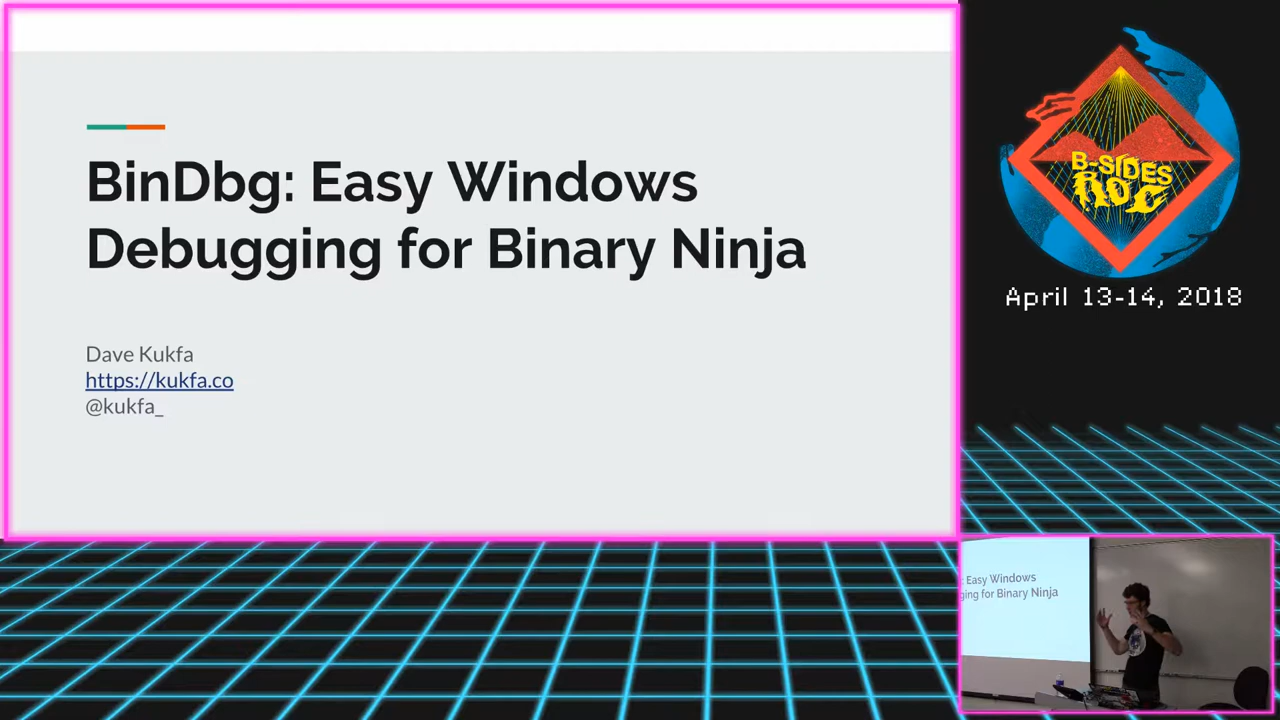 BinDbg: Easy Windows
Debugging for Binary Ninja
Dave Kukfa
https://kukfa.co
@kukfa_
B-SIDES
ROC
April 13-14, 2018
: Easy Windows
ging for Binary Ninja